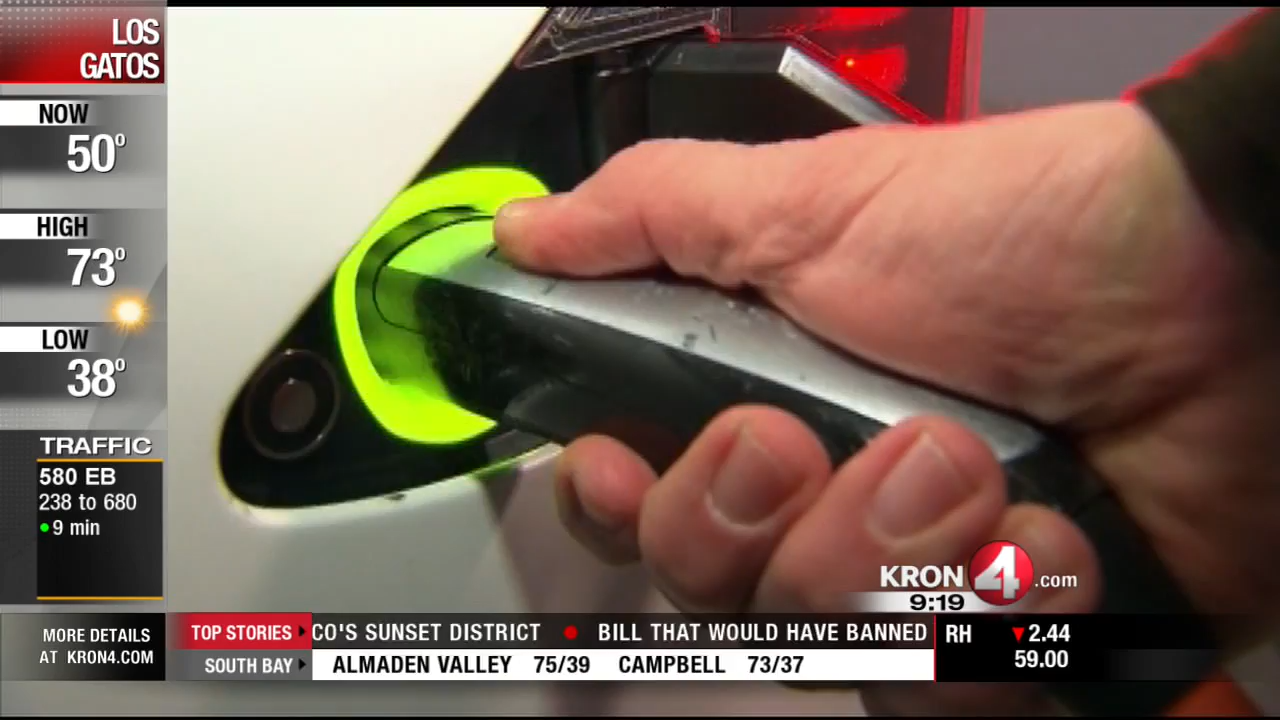 LOS
GATOS
NOW
50°
HIGH
73°
LOW
38°
TRAFFIC
580 EB
238 to 680
9 min
MORE DETAILS
AT KRON4.COM
KRON 4 .com
9:19
TOP STORIES
CO'S SUNSET DISTRICT • BILL THAT WOULD HAVE BANNED
SOUTH BAY
ALMADEN VALLEY 75/39 CAMPBELL 73/37
RH ▼2.44
59.00